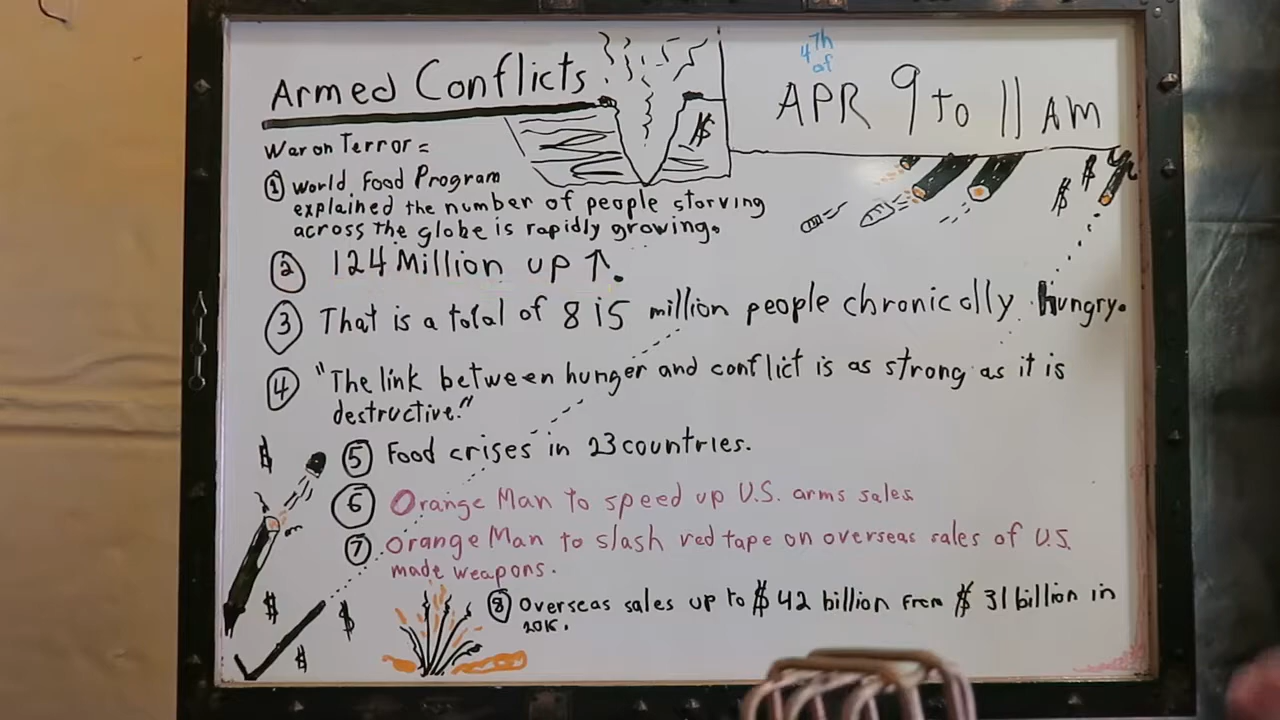 Armed Conflicts
4th of
APR 9 to 11 AM
War on Terror =
① World Food Program
explained the number of people starving
across the globe is rapidly growing.
② 124 Million up ↑.
③ That is a total of 815 million people chronically hungry.
④ "The link between hunger and conflict is as strong as it is
destructive."
⑤ Food crises in 23 countries.
⑥ Orange Man to speed up U.S. arms sales
⑦ Orange Man to slash red tape on overseas sales of U.S.
made weapons.
⑧ Overseas sales up to $42 billion from $31 billion in